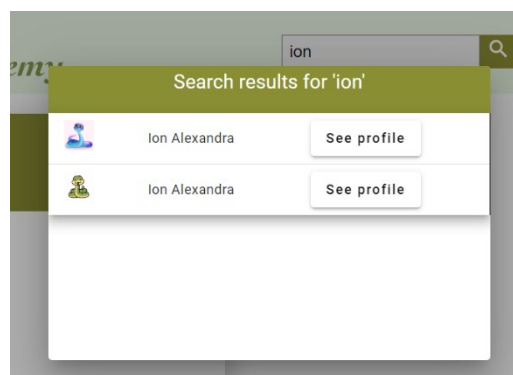 ion
Search results for 'ion'
Ion Alexandra See profile
Ion Alexandra See profile